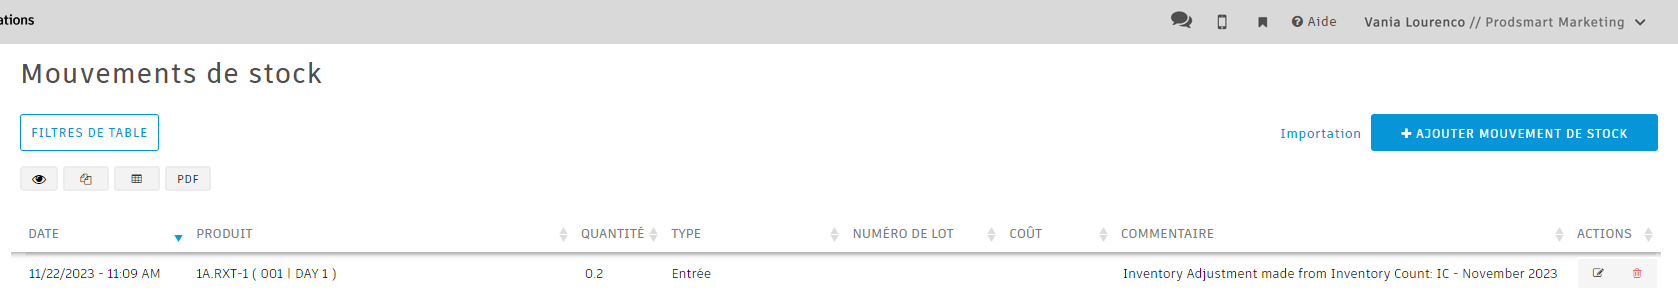 Aide Vania Lourenco // Prodsmart Marketing
Mouvements de stock
FILTRES DE TABLE
Importation + AJOUTER MOUVEMENT DE STOCK
PDF
DATE PRODUIT QUANTITÉ TYPE NUMÉRO DE LOT COÛT COMMENTAIRE ACTIONS
11/22/2023 - 11:09 AM 1A.RXT-1 ( 001 | DAY 1 ) 0.2 Entrée Inventory Adjustment made from Inventory Count: IC - November 2023